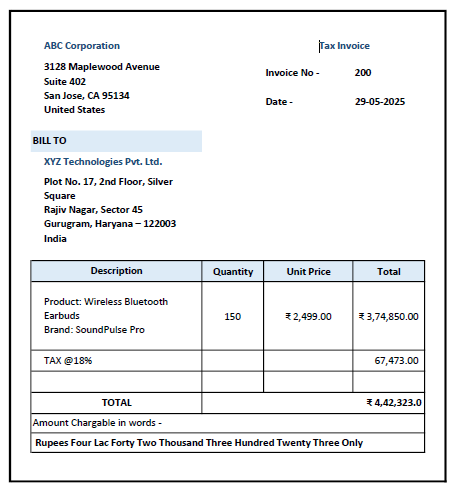 ABC Corporation
Tax Invoice
3128 Maplewood Avenue
Suite 402
San Jose, CA 95134
United States
Invoice No - 200
Date - 29-05-2025
BILL TO
XYZ Technologies Pvt. Ltd.
Plot No. 17, 2nd Floor, Silver
Square
Rajiv Nagar, Sector 45
Gurugram, Haryana – 122003
India
Description Quantity Unit Price Total
Product: Wireless Bluetooth
Earbuds
Brand: SoundPulse Pro
150 ₹ 2,499.00 ₹ 3,74,850.00
TAX @18% 67,473.00
TOTAL ₹ 4,42,323.0
Amount Chargable in words -
Rupees Four Lac Forty Two Thousand Three Hundred Twenty Three Only